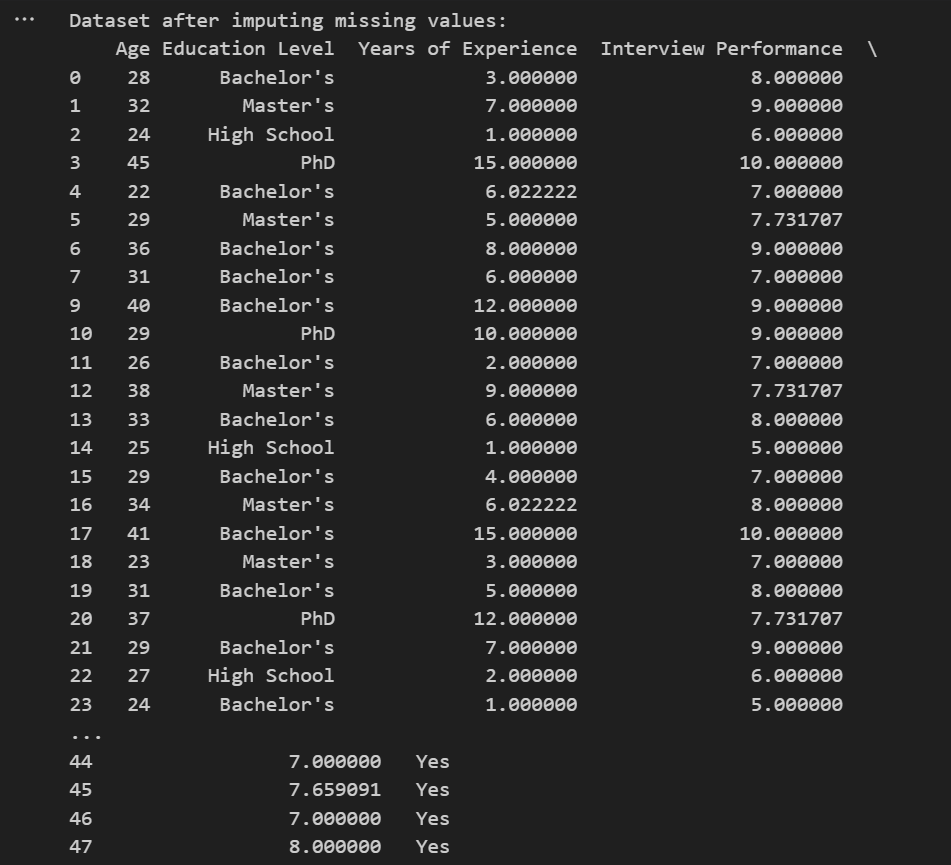 ... Dataset after imputing missing values:
Age Education Level Years of Experience Interview Performance \
0 28 Bachelor's 3.000000 8.000000
1 32 Master's 7.000000 9.000000
2 24 High School 1.000000 6.000000
3 45 PhD 15.000000 10.000000
4 22 Bachelor's 6.022222 7.000000
5 29 Master's 5.000000 7.731707
6 36 Bachelor's 8.000000 9.000000
7 31 Bachelor's 6.000000 7.000000
9 40 Bachelor's 12.000000 9.000000
10 29 PhD 10.000000 9.000000
11 26 Bachelor's 2.000000 7.000000
12 38 Master's 9.000000 7.731707
13 33 Bachelor's 6.000000 8.000000
14 25 High School 1.000000 5.000000
15 29 Bachelor's 4.000000 7.000000
16 34 Master's 6.022222 8.000000
17 41 Bachelor's 15.000000 10.000000
18 23 Master's 3.000000 7.000000
19 31 Bachelor's 5.000000 8.000000
20 37 PhD 12.000000 7.731707
21 29 Bachelor's 7.000000 9.000000
22 27 High School 2.000000 6.000000
23 24 Bachelor's 1.000000 5.000000
...
44 7.000000 Yes
45 7.659091 Yes
46 7.000000 Yes
47 8.000000 Yes